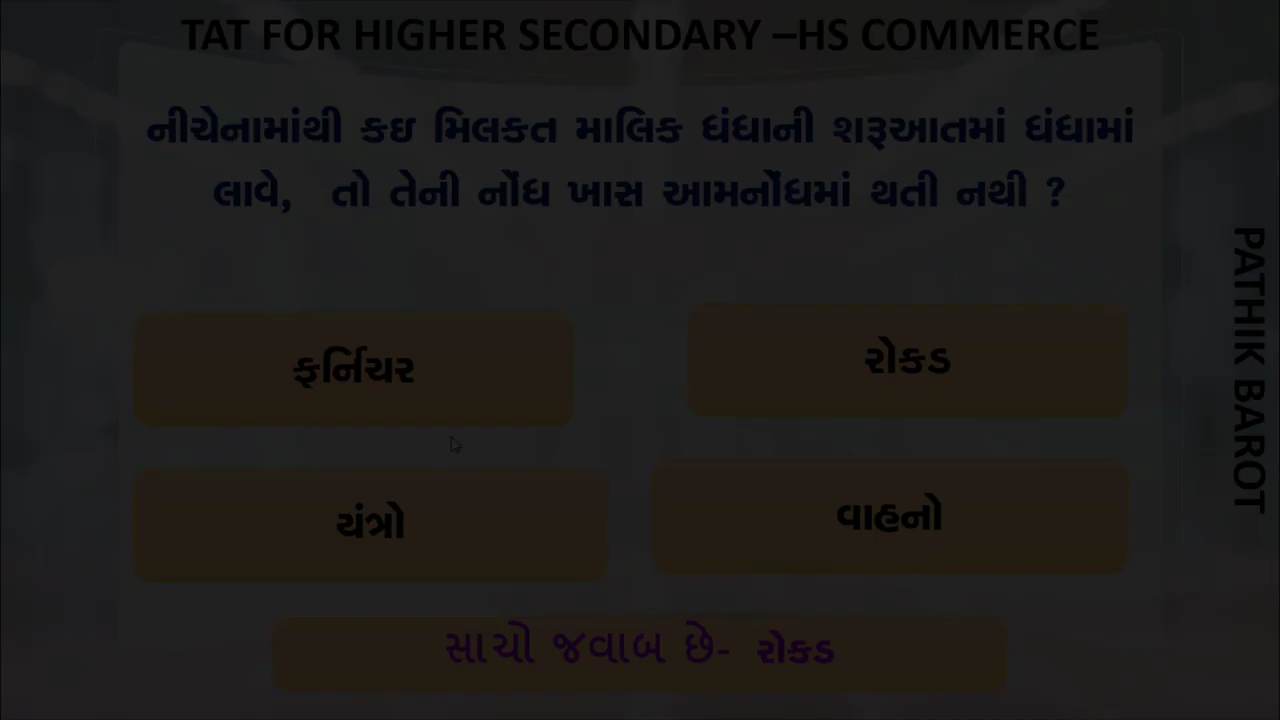 TAT FOR HIGHER SECONDARY –HS COMMERCE
નીચેનામાંથી કઇ મિલકત માલિક ધંધાની શરૂઆતમાં ધંધામાં
લાવે, તો તેની નોંધ ખાસ આમનોંધમાં થતી નથી ?
ફર્નિચર
રોકડ
યંત્રો
વાહનો
સાચો જવાબ છે- રોકડ
PATHIK BAROT